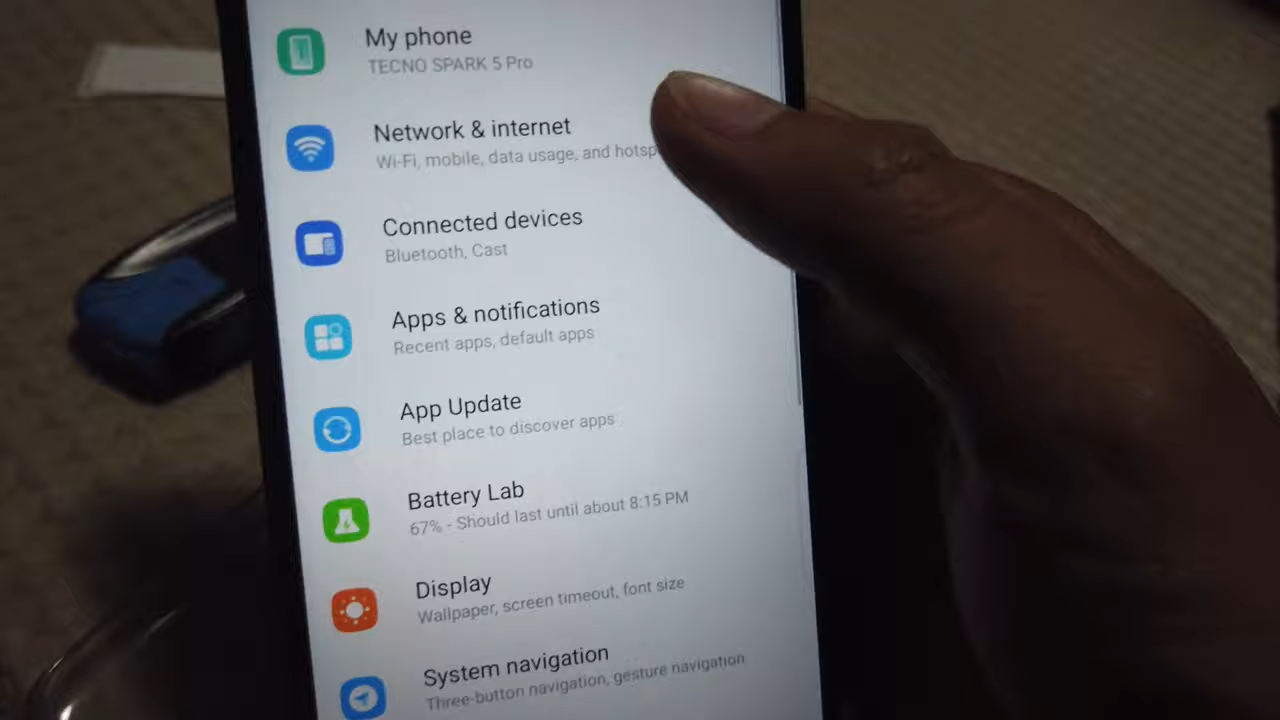 My phone
TECNO SPARK 5 Pro
Network & internet
Wi-Fi, mobile, data usage, and hotsp
Connected devices
Bluetooth, Cast
Apps & notifications
Recent apps, default apps
App Update
Best place to discover apps
Battery Lab
67% - Should last until about 8:15 PM
Display
Wallpaper, screen timeout, font size
System navigation
Three-button navigation, gesture navigation